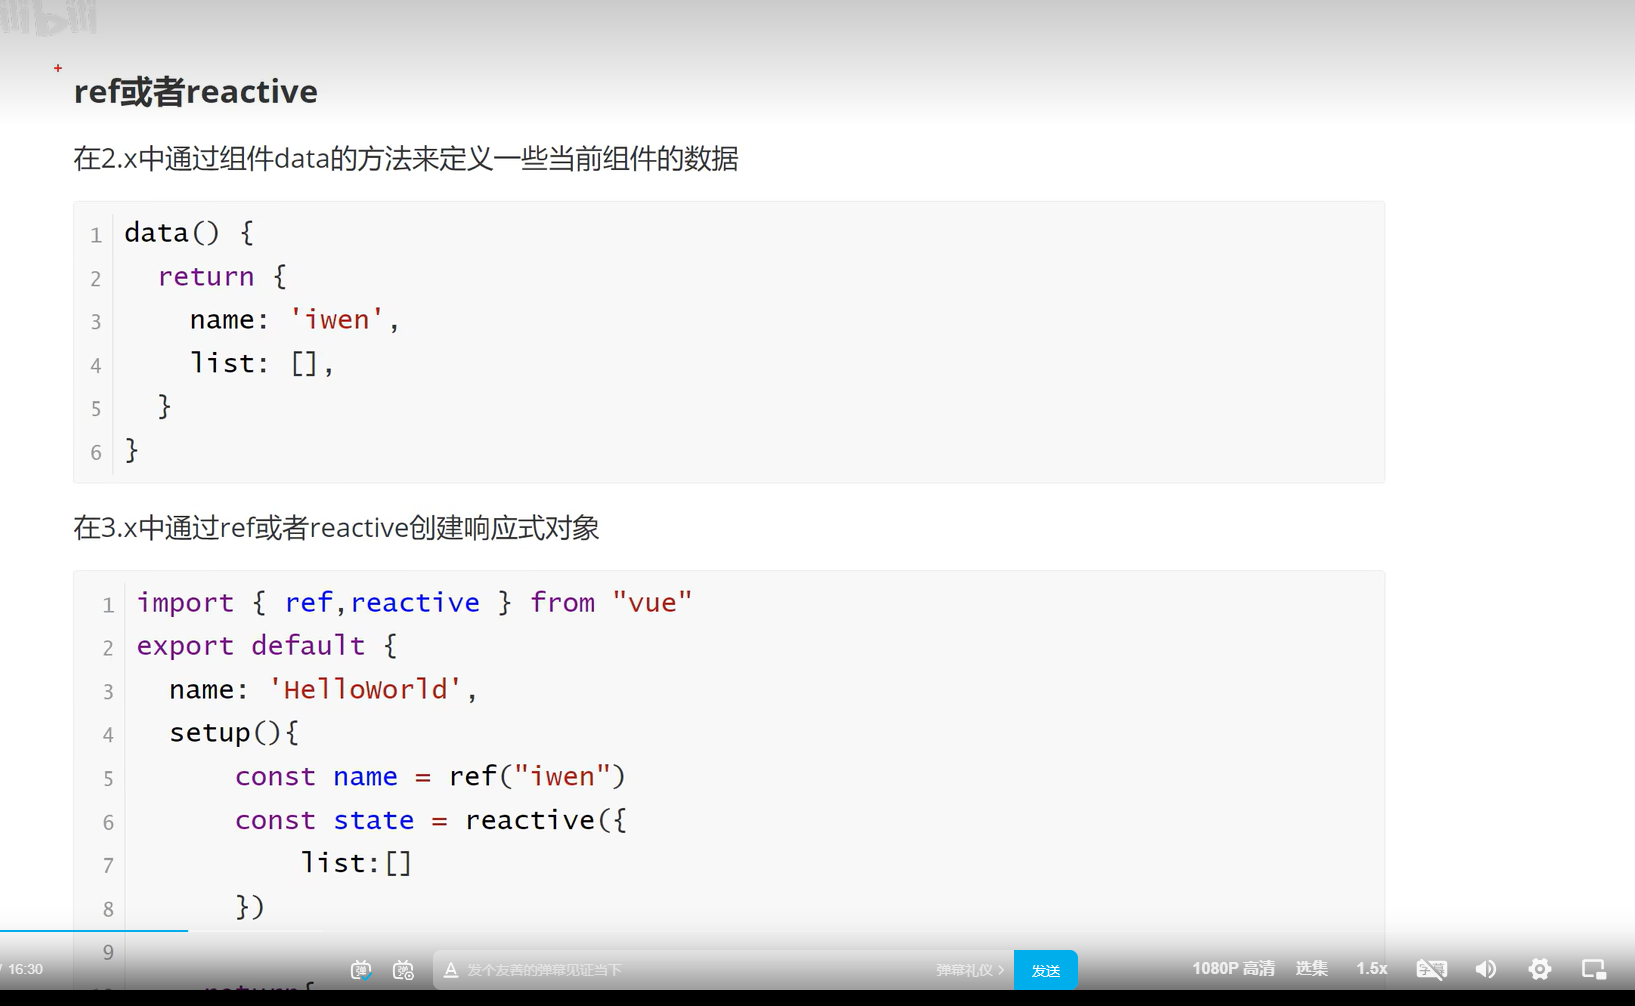 bilibili
ref或者reactive
在2.x中通过组件data的方法来定义一些当前组件的数据
1 data() {
2 return {
3 name: 'iwen',
4 list: [],
5 }
6 }
在3.x中通过ref或者reactive创建响应式对象
1 import { ref,reactive } from "vue"
2 export default {
3 name: 'HelloWorld',
4 setup(){
5 const name = ref("iwen")
6 const state = reactive({
7 list:[]
8 })
9
return{
/ 16:30 弹 弹 A 发个友善的弹幕见证当下 弹幕礼仪 > 发送 1080P 高清 选集 1.5x 字幕